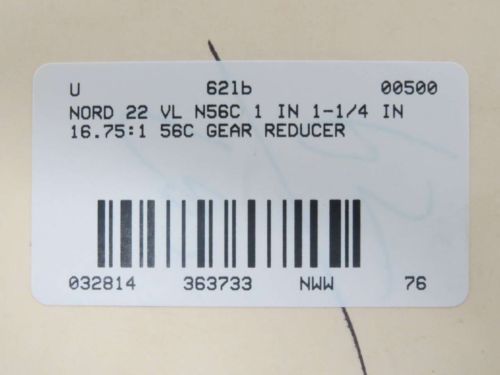 U 62lb 00500
NORD 22 VL N56C 1 IN 1-1/4 IN
16.75:1 56C GEAR REDUCER
032814 363733 NWW 76